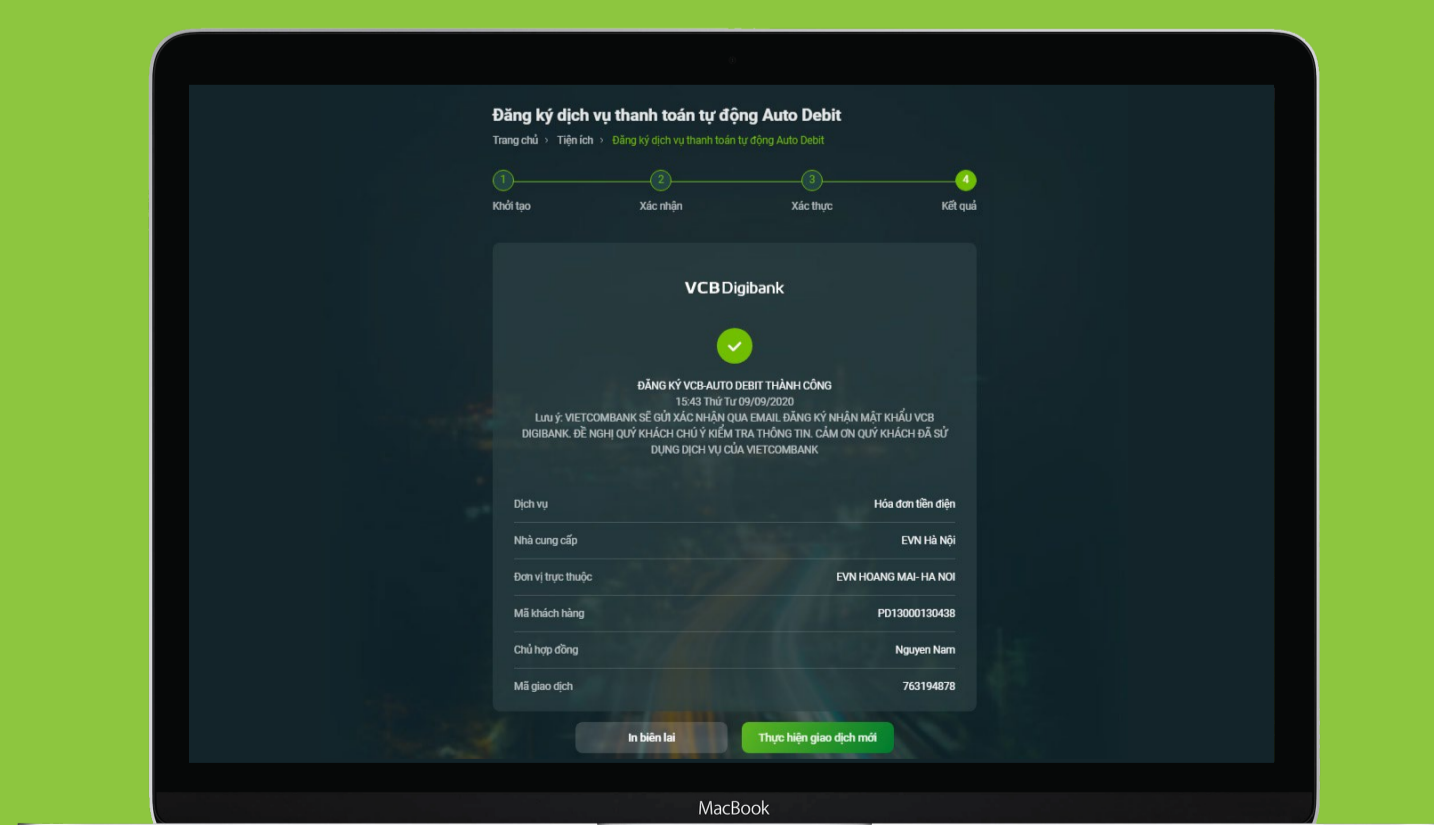 Đăng ký dịch vụ thanh toán tự động Auto Debit
Trang chủ › Tiện ích › Đăng ký dịch vụ thanh toán tự động Auto Debit
1 2 3 4
Khởi tạo Xác nhận Xác thực Kết quả
VCB Digibank
ĐĂNG KÝ VCB-AUTO DEBIT THÀNH CÔNG
15:43 Thứ Tư 09/09/2020
Lưu ý: VIETCOMBANK SẼ GỬI XÁC NHẬN QUA EMAIL ĐĂNG KÝ NHẬN MẬT KHẨU VCB
DIGIBANK. ĐỀ NGHỊ QUÝ KHÁCH CHÚ Ý KIỂM TRA THÔNG TIN. CẢM ƠN QUÝ KHÁCH ĐÃ SỬ
DỤNG DỊCH VỤ CỦA VIETCOMBANK
Dịch vụ Hóa đơn tiền điện
Nhà cung cấp EVN Hà Nội
Đơn vị trực thuộc EVN HOANG MAI- HA NOI
Mã khách hàng PD13000130438
Chủ hợp đồng Nguyen Nam
Mã giao dịch 763194878
In biên lai Thực hiện giao dịch mới
MacBook